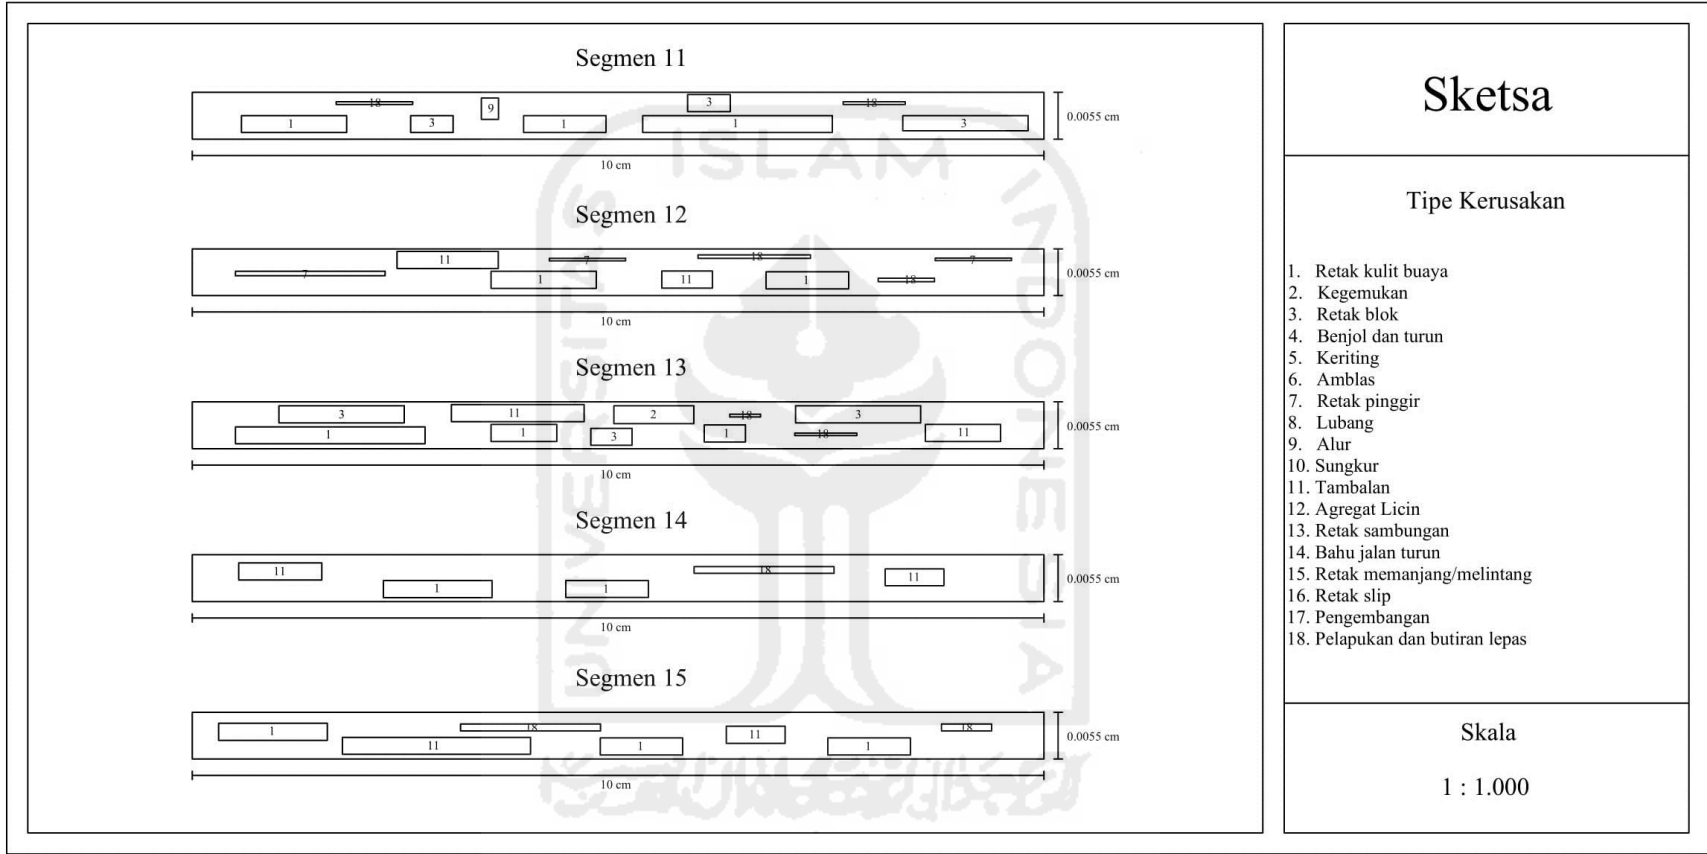 Segmen 11
18
9
3
18
1
3
1
1
3
0.0055 cm
10 cm
Segmen 12
11
7
18
7
7
1
11
1
18
0.0055 cm
10 cm
Segmen 13
3
11
2
18
3
1
1
3
1
18
11
0.0055 cm
10 cm
Segmen 14
11
18
11
1
1
0.0055 cm
10 cm
Segmen 15
1
18
11
18
11
1
1
0.0055 cm
10 cm
Sketsa
Tipe Kerusakan
1. Retak kulit buaya
2. Kegemukan
3. Retak blok
4. Benjol dan turun
5. Keriting
6. Amblas
7. Retak pinggir
8. Lubang
9. Alur
10. Sungkur
11. Tambalan
12. Agregat Licin
13. Retak sambungan
14. Bahu jalan turun
15. Retak memanjang/melintang
16. Retak slip
17. Pengembangan
18. Pelapukan dan butiran lepas
Skala
1 : 1.000
UNIVERSITAS
ISLAM
INDONESIA